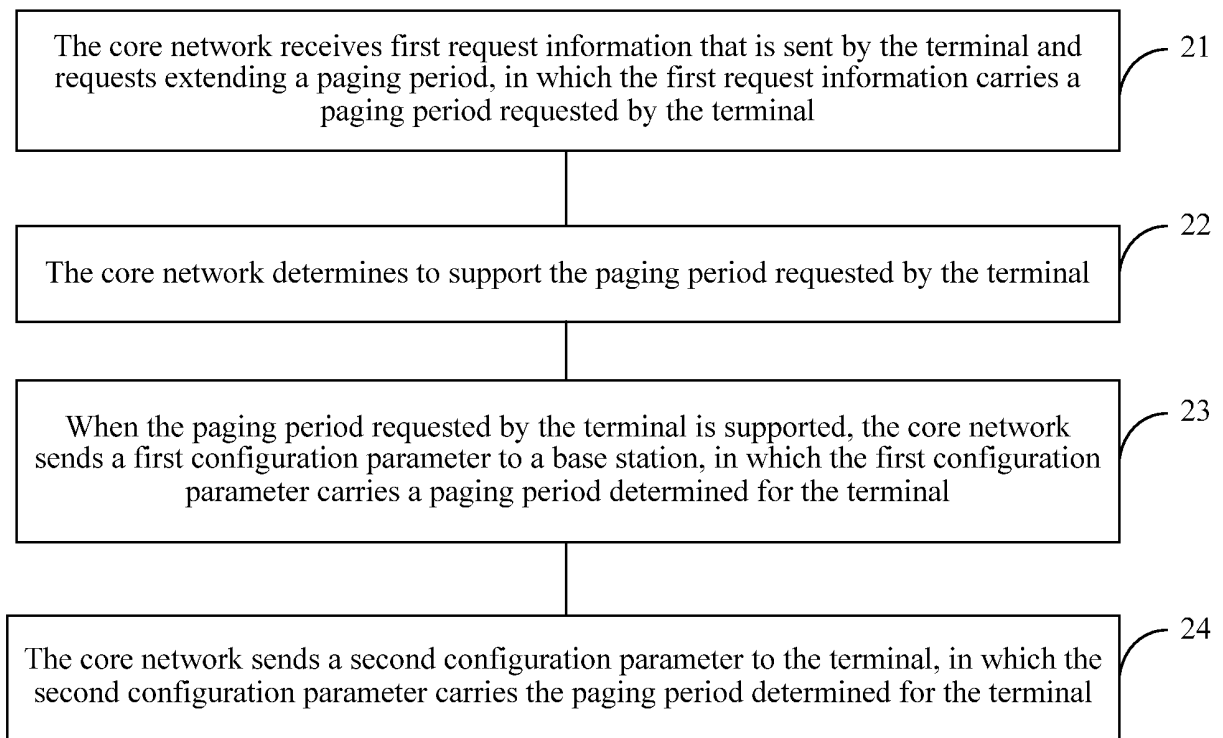 The core network receives first request information that is sent by the terminal and
requests extending a paging period, in which the first request information carries a
paging period requested by the terminal
21
The core network determines to support the paging period requested by the terminal
22
When the paging period requested by the terminal is supported, the core network
sends a first configuration parameter to a base station, in which the first configuration
parameter carries a paging period determined for the terminal
23
The core network sends a second configuration parameter to the terminal, in which the
second configuration parameter carries the paging period determined for the terminal
24